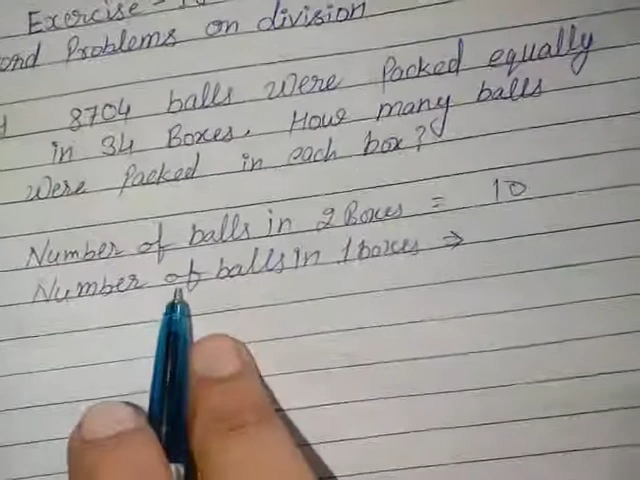 Exercise -
Word Problems on division
8704 balls were Packed equally
in 34 Boxes. How many balls
were Packed in each box?
Number of balls in 2 Boxes = 10
Number of balls in 1 boxes ⇒